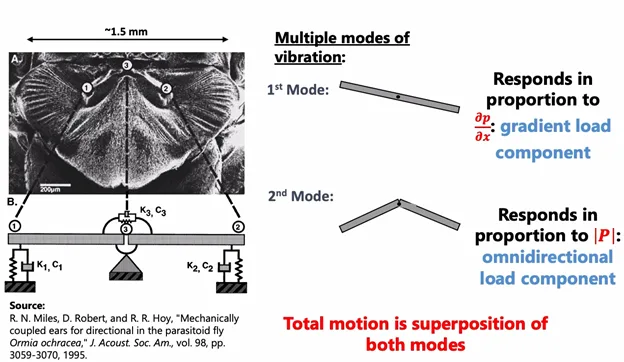 ~1.5 mm
A.
3
1
2
200μm
B.
1
K3, C3
3
2
K1, C1
K2, C2
Source:
R. N. Miles, D. Robert, and R. R. Hoy, "Mechanically
coupled ears for directional in the parasitoid fly
Ormia ochracea," J. Acoust. Soc. Am., vol. 98, pp.
3059-3070, 1995.
Multiple modes of
vibration:
1st Mode:
Responds in
proportion to
∂p/∂x: gradient load
component
2nd Mode:
Responds in
proportion to |P|:
omnidirectional
load component
Total motion is superposition of
both modes